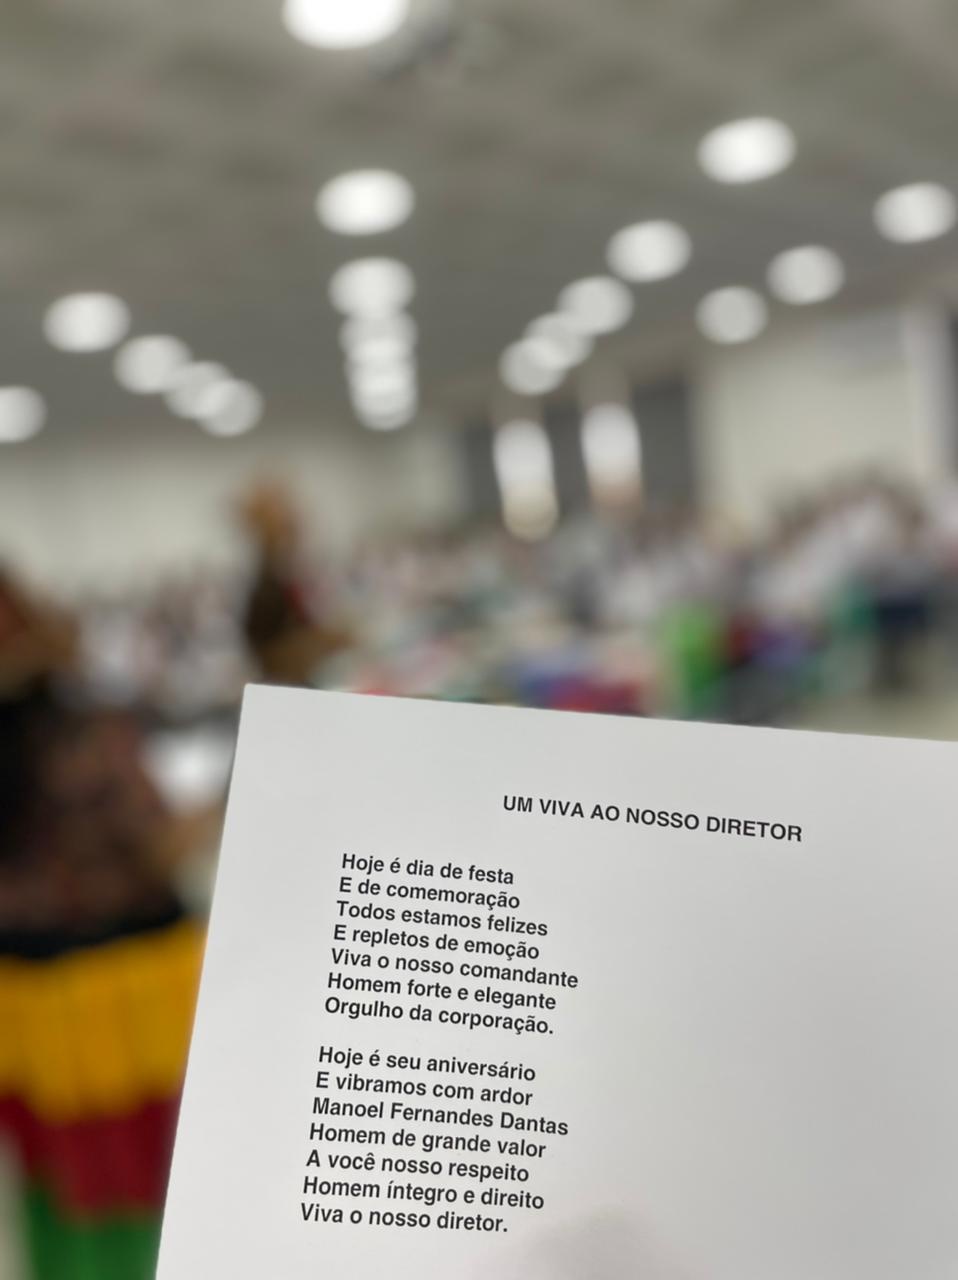 UM VIVA AO NOSSO DIRETOR
Hoje é dia de festa
E de comemoração
Todos estamos felizes
E repletos de emoção
Viva o nosso comandante
Homem forte e elegante
Orgulho da corporação.
Hoje é seu aniversário
E vibramos com ardor
Manoel Fernandes Dantas
Homem de grande valor
A você nosso respeito
Homem íntegro e direito
Viva o nosso diretor.